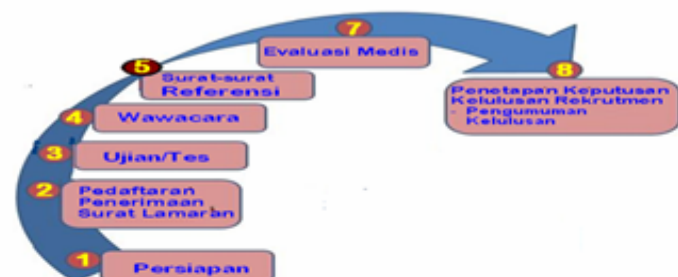 7
Evaluasi Medis
8
Penetapan Keputusan
Kelulusan Rekrutmen
- Pengumuman
Kelulusan
5
Surat-surat
Referensi
4
Wawacara
3
Ujian/Tes
2
Pedaftaran
Penerimaan
Surat Lamaran
1
Persiapan